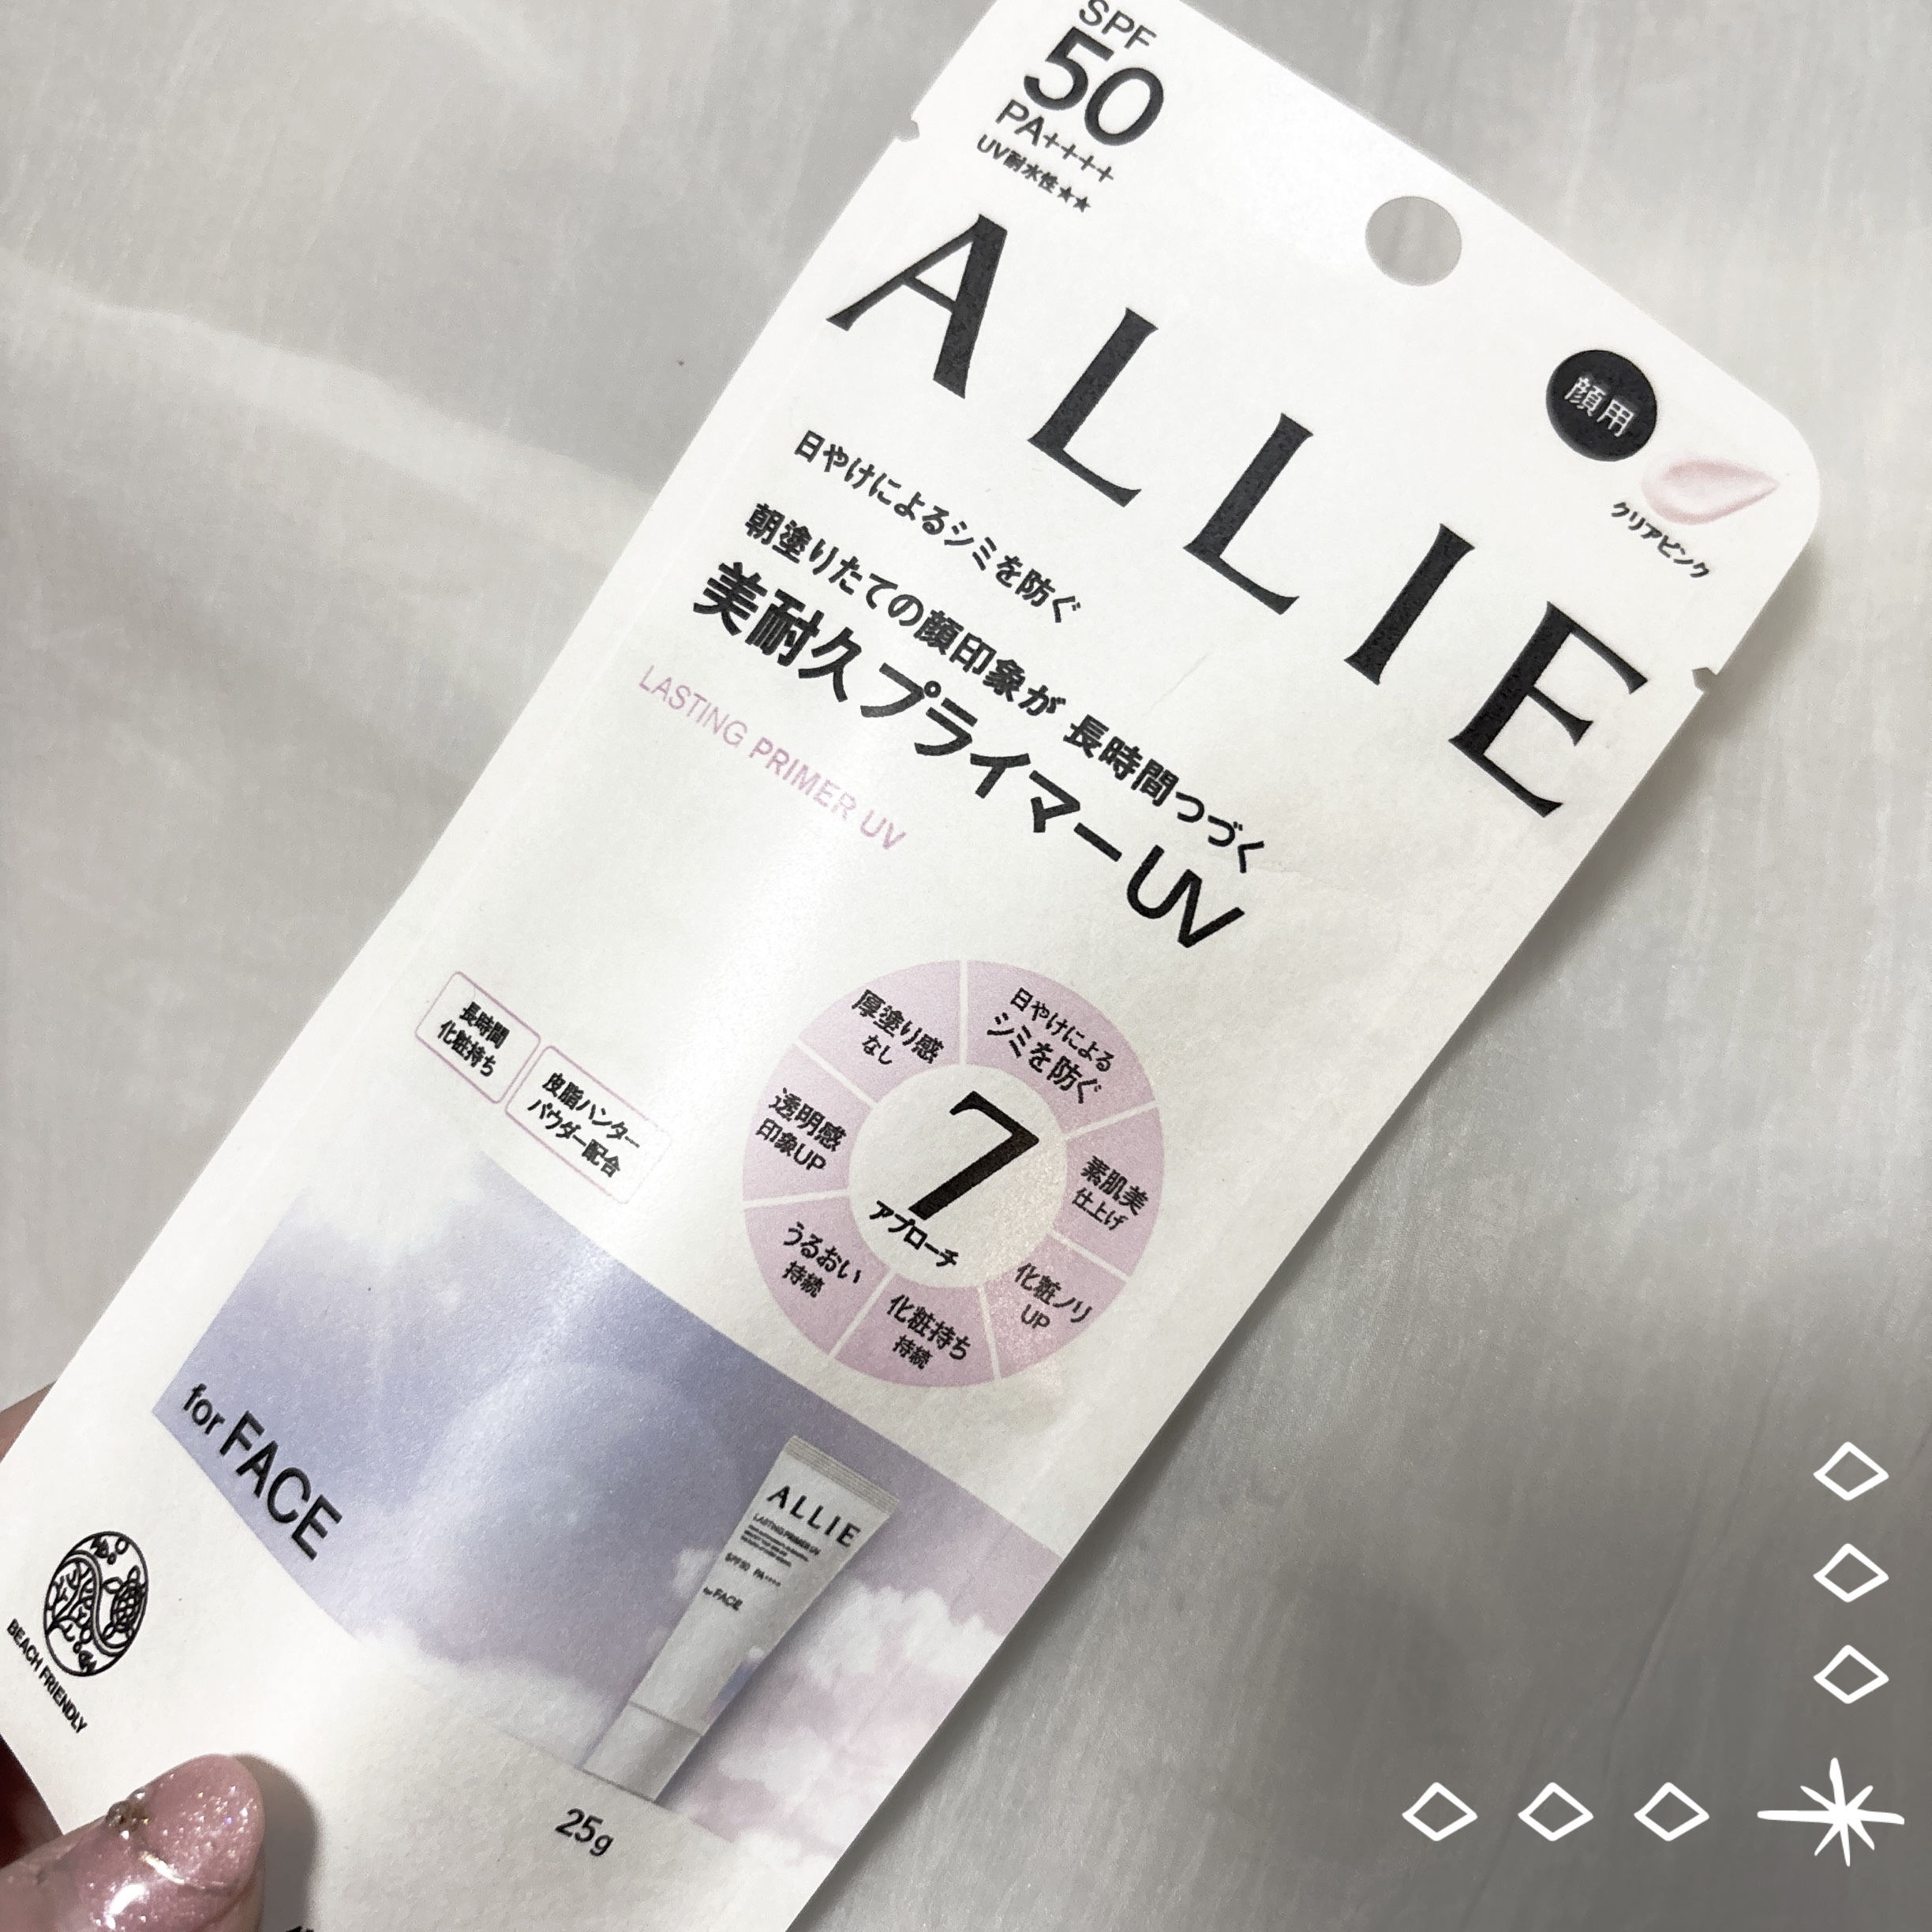 SPF
50
PA++++
UV耐水性★★
ALLIE
顔用
クリアピンク
日やけによるシミを防ぐ
朝塗りたての顔印象が 長時間つづく
美耐久プライマーUV
LASTING PRIMER UV
長時間
化粧持ち
皮脂ハンター
パウダー配合
7
アプローチ
日やけによる
シミを防ぐ
素肌美
仕上げ
化粧ノリ
UP
化粧持ち
持続
うるおい
持続
透明感
印象UP
厚塗り感
なし
for FACE
ALLIE
LASTING PRIMER UV
SPF50 PA++++
for FACE
BEACH FRIENDLY
25g